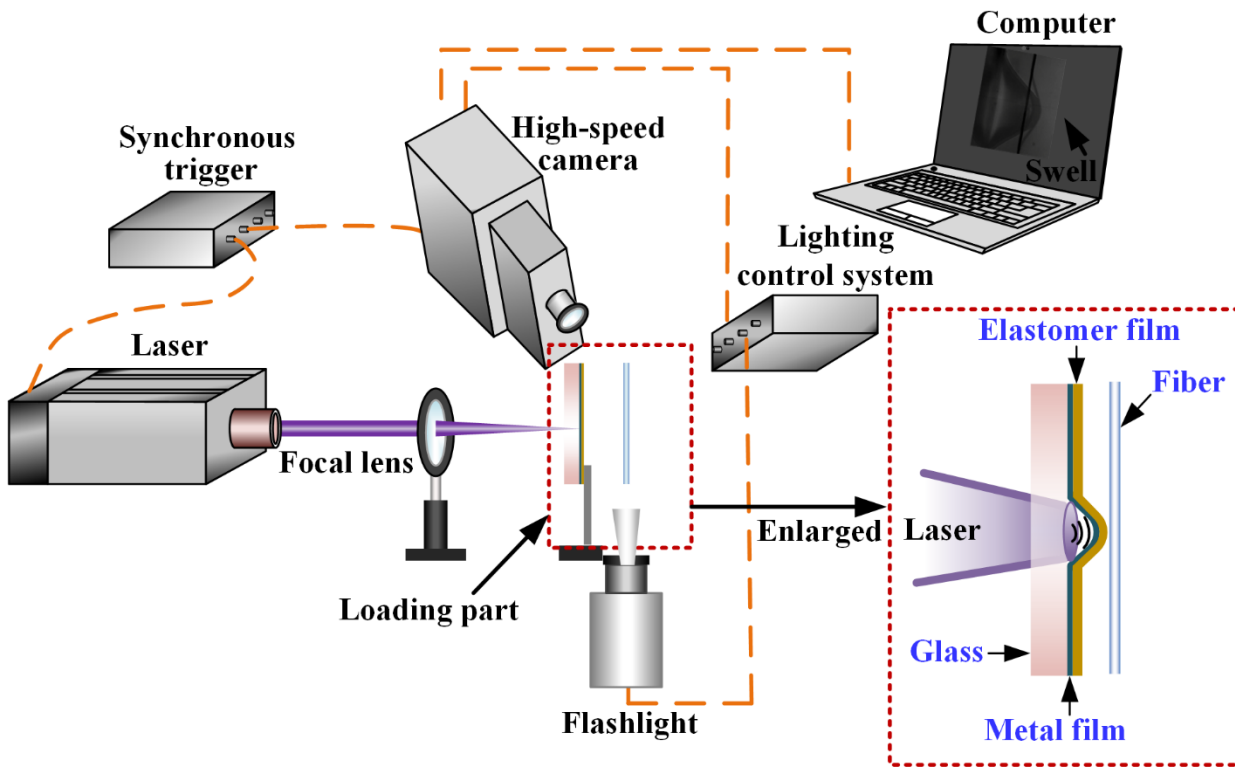 Computer
Synchronous
trigger
High-speed
camera
Swell
Lighting
control system
Laser
Focal lens
Elastomer film
Fiber
Enlarged
Laser
Loading part
Glass
Flashlight
Metal film